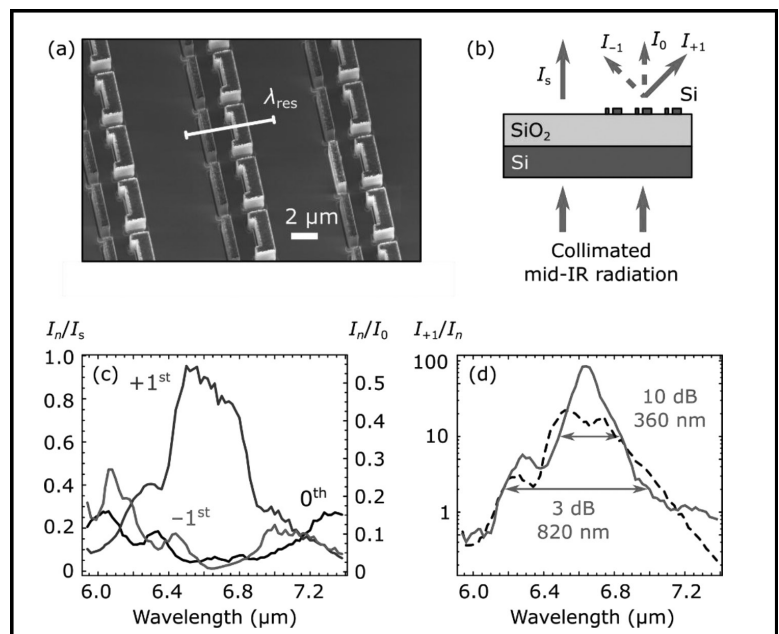 (a)
λres
2 μm
(b)
I−1
I0
I+1
Is
Si
SiO2
Si
Collimated
mid-IR radiation
In/Is
In/I0
(c)
+1st
−1st
0th
1.0
0.8
0.6
0.4
0.2
0
0.5
0.4
0.3
0.2
0.1
0
6.0 6.4 6.8 7.2
Wavelength (μm)
I+1/In
(d)
100
10
1
10 dB
360 nm
3 dB
820 nm
6.0 6.4 6.8 7.2
Wavelength (μm)